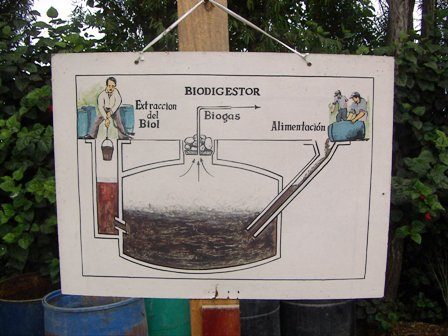 BIODIGESTOR
Extraccion
del
Biol
Biogas
Alimentación